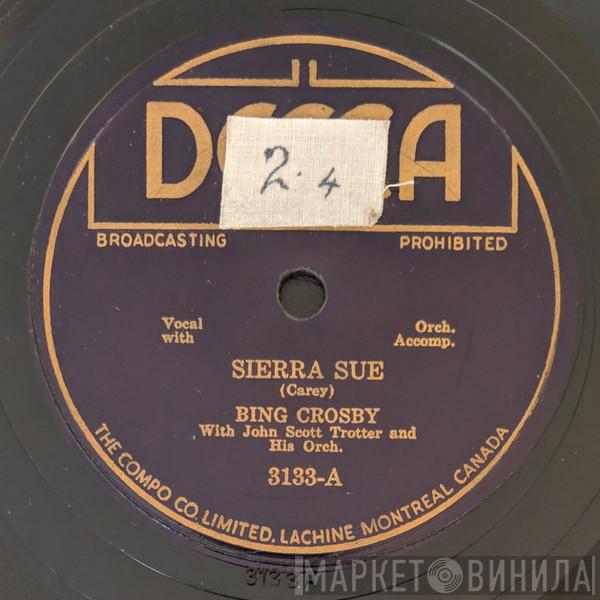 DECCA
2.4
BROADCASTING PROHIBITED
Vocal with
Orch. Accomp.
SIERRA SUE
(Carey)
BING CROSBY
With John Scott Trotter and
His Orch.
3133-A
THE COMPO CO. LIMITED. LACHINE MONTREAL CANADA
3133A
МАРКЕТ ВИНИЛА